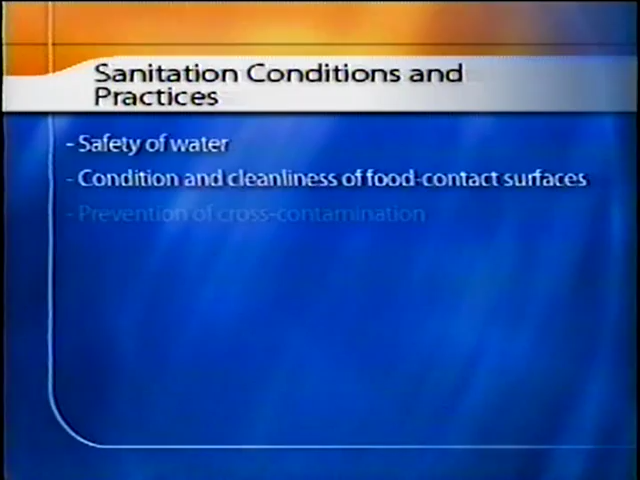 Sanitation Conditions and
Practices
- Safety of water
- Condition and cleanliness of food-contact surfaces
- Prevention of cross-contamination